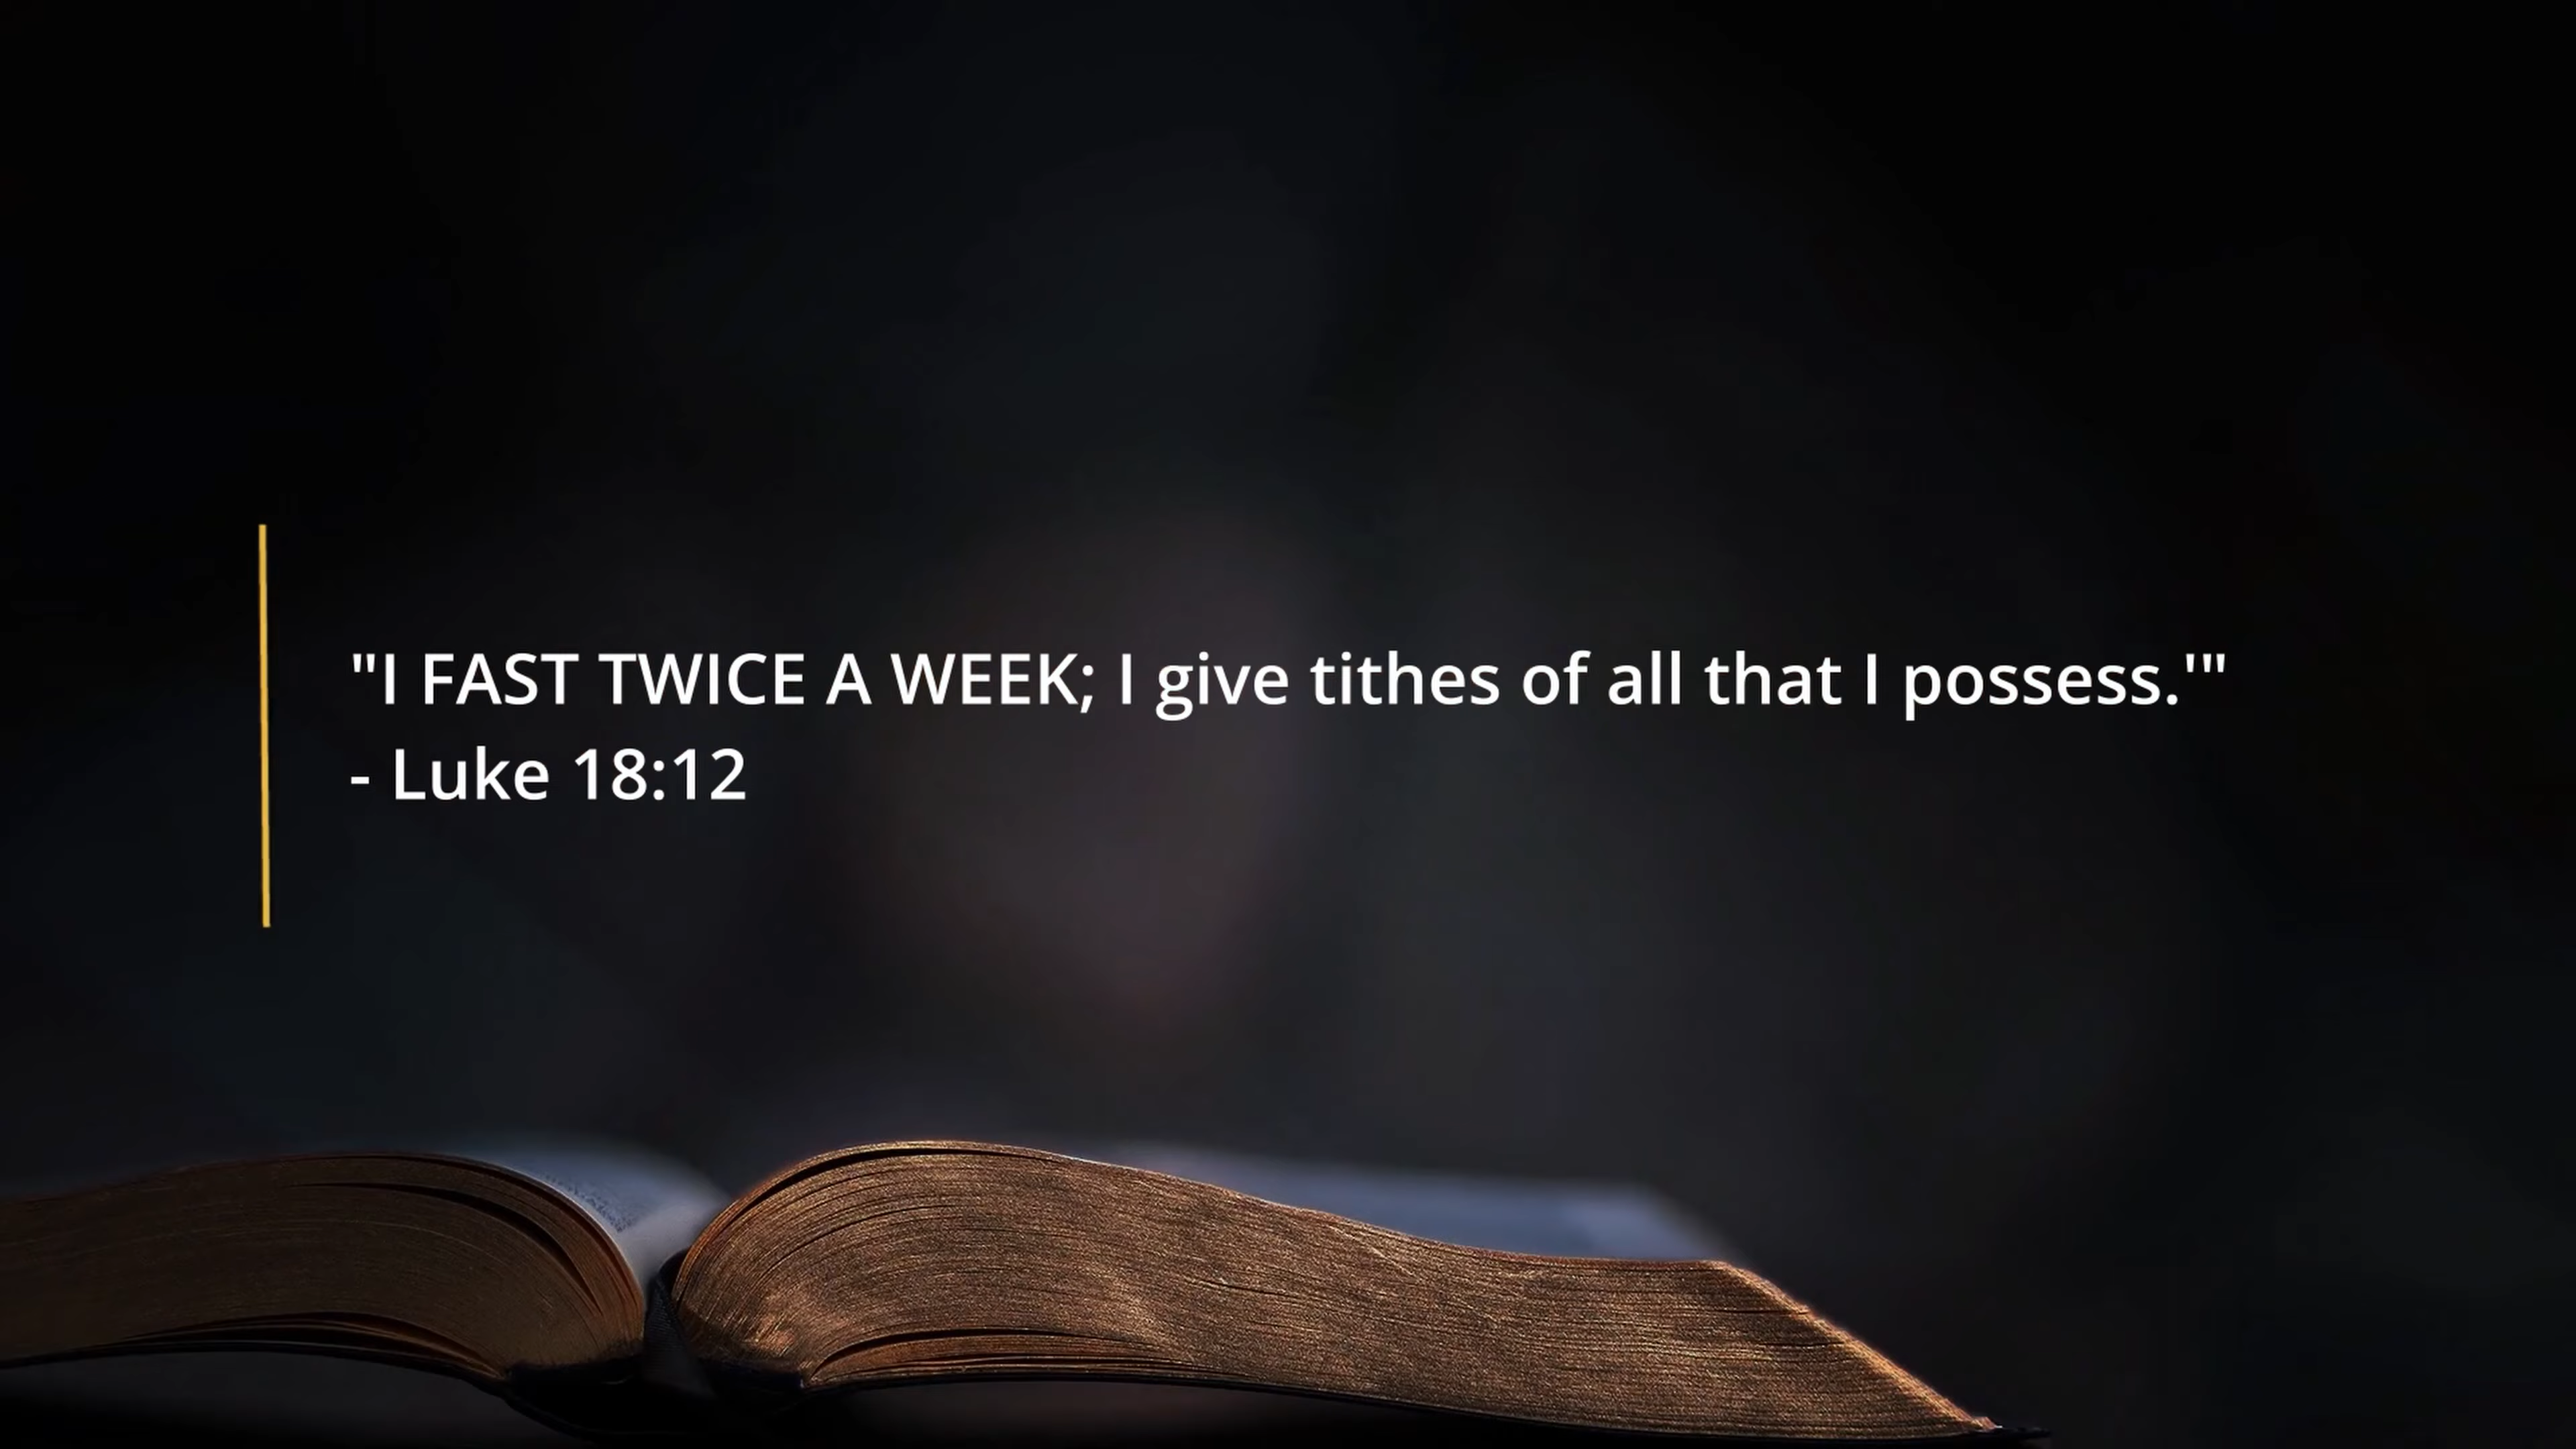 "I FAST TWICE A WEEK; I give tithes of all that I possess.'"
- Luke 18:12